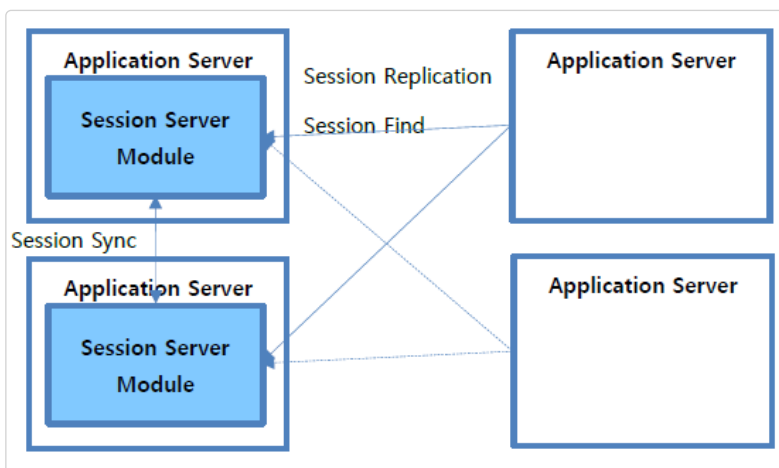 Application Server
Session Server
Module
Session Replication
Session Find
Application Server
Session Sync
Application Server
Session Server
Module
Application Server